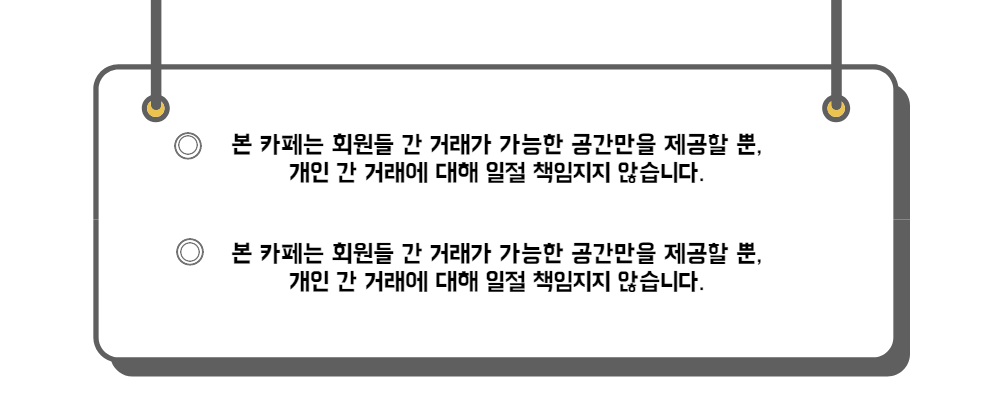 ◎ 본 카페는 회원들 간 거래가 가능한 공간만을 제공할 뿐,
개인 간 거래에 대해 일절 책임지지 않습니다.
◎ 본 카페는 회원들 간 거래가 가능한 공간만을 제공할 뿐,
개인 간 거래에 대해 일절 책임지지 않습니다.